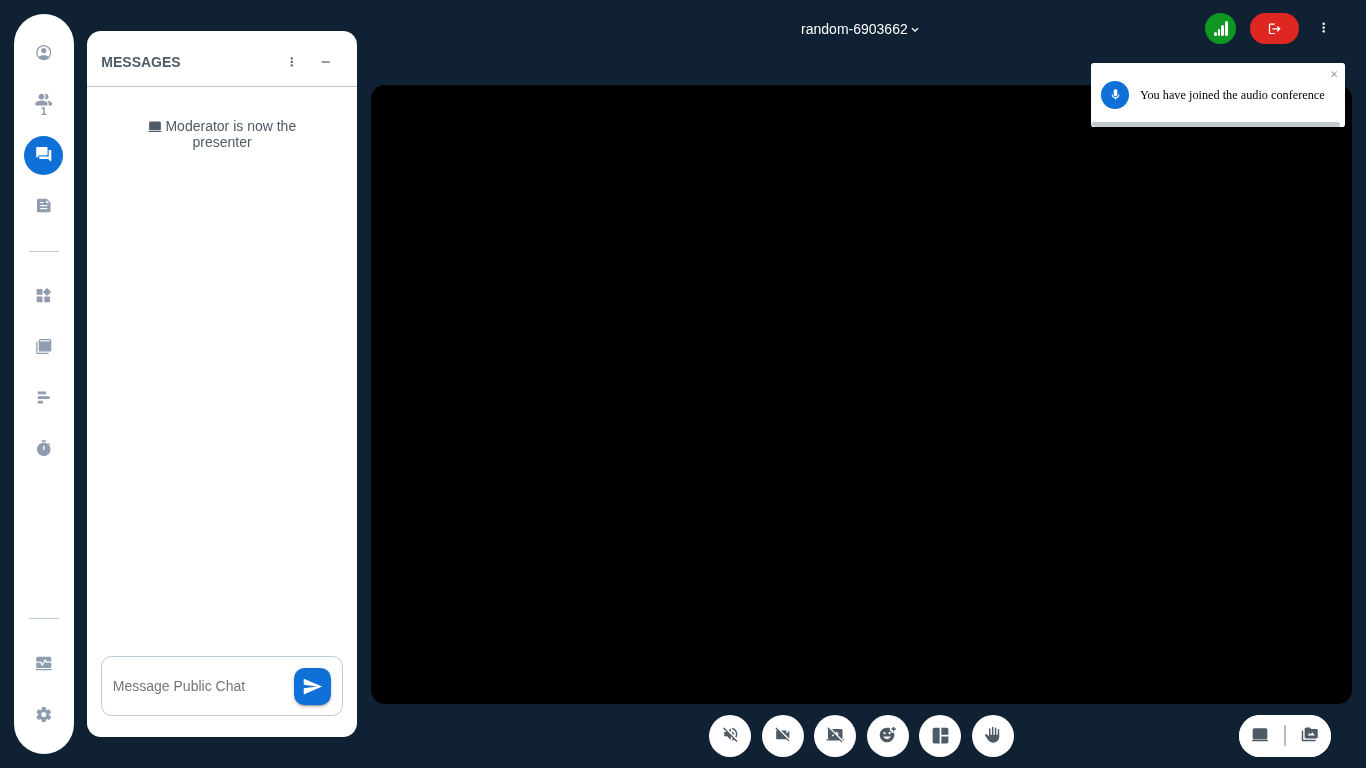 random-6903662
MESSAGES
You have joined the audio conference
1
Moderator is now the
presenter
Message Public Chat